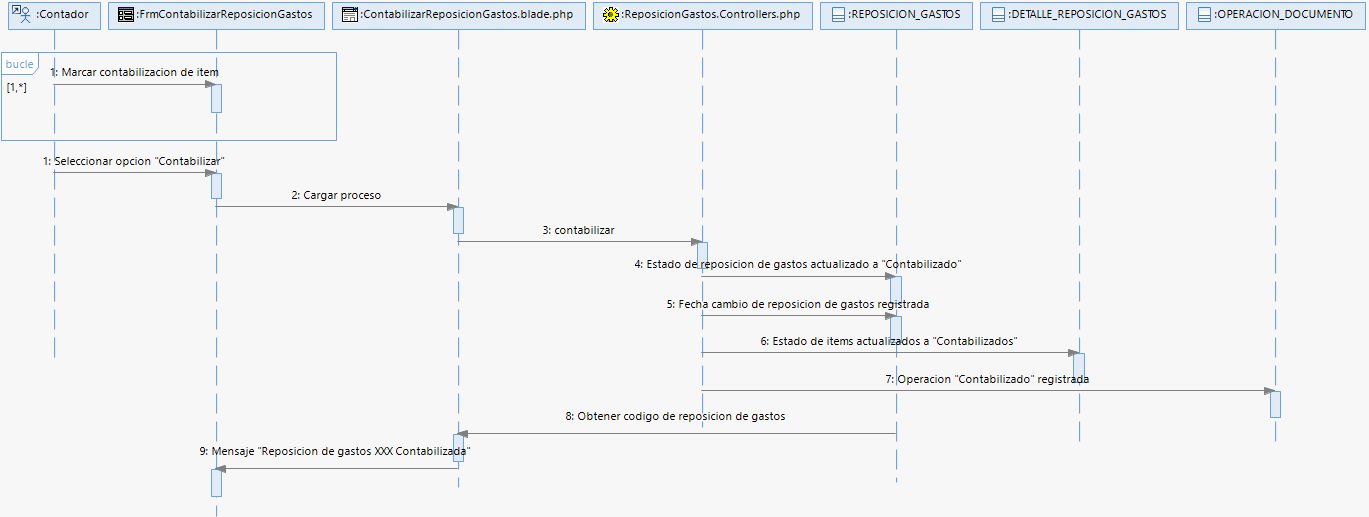 :Contador
:FrmContabilizarReposicionGastos
:ContabilizarReposicionGastos.blade.php
:ReposicionGastos.Controllers.php
:REPOSICION_GASTOS
:DETALLE_REPOSICION_GASTOS
:OPERACION_DOCUMENTO
bucle
1: Marcar contabilizacion de item
[1,*]
1: Seleccionar opcion "Contabilizar"
2: Cargar proceso
3: contabilizar
4: Estado de reposicion de gastos actualizado a "Contabilizado"
5: Fecha cambio de reposicion de gastos registrada
6: Estado de items actualizados a "Contabilizados"
7: Operacion "Contabilizado" registrada
8: Obtener codigo de reposicion de gastos
9: Mensaje "Reposicion de gastos XXX Contabilizada"